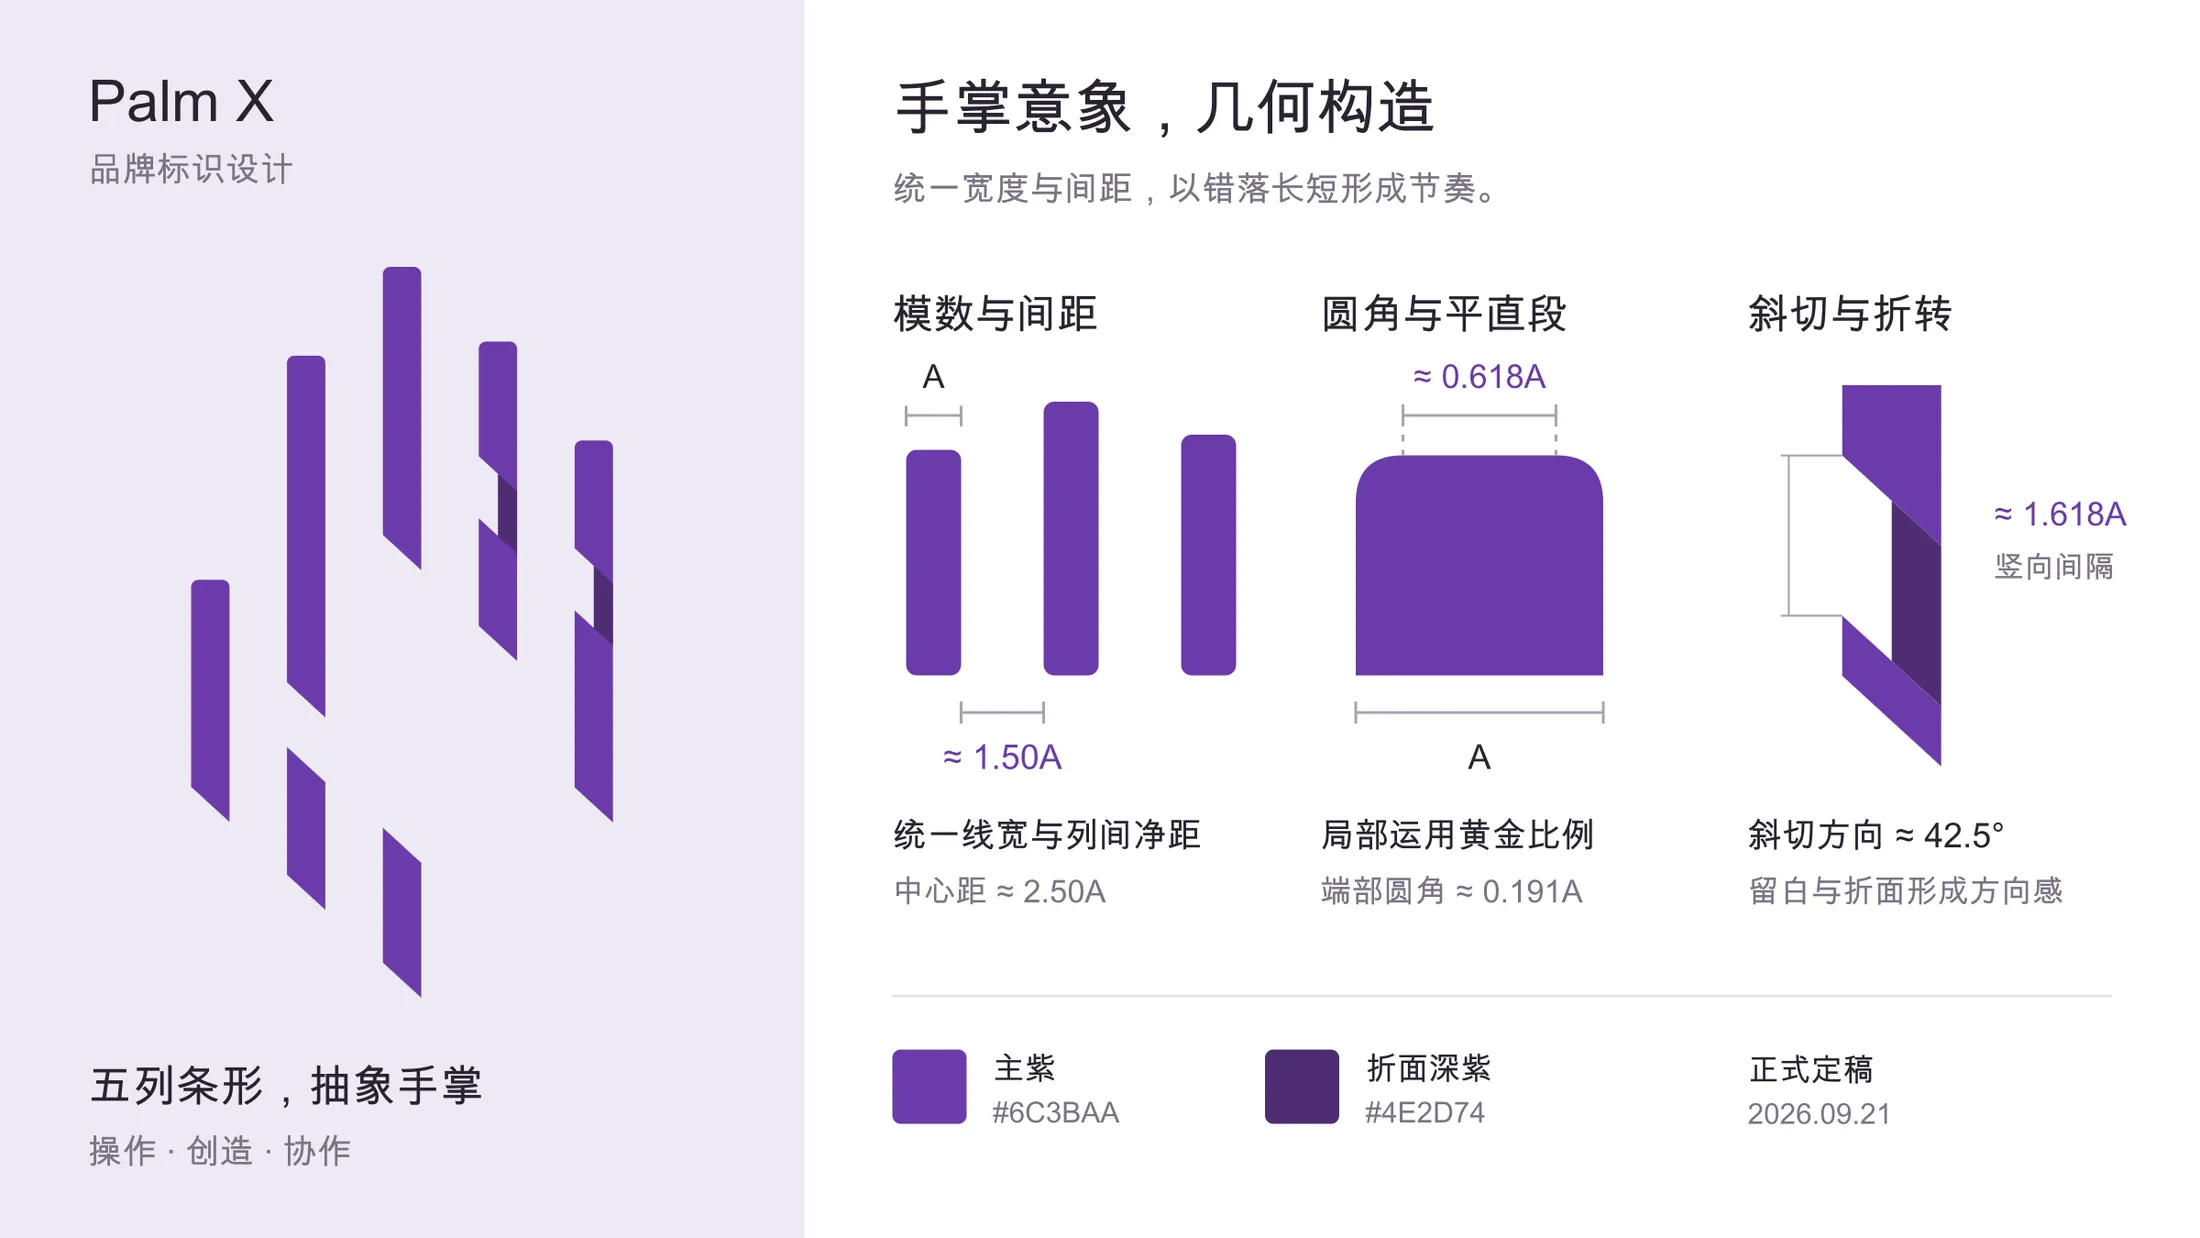 Palm X
品牌标识设计
五列条形，抽象手掌
操作 · 创造 · 协作
手掌意象，几何构造
统一宽度与间距，以错落长短形成节奏。
模数与间距
A
≈ 1.50A
统一线宽与列间净距
中心距 ≈ 2.50A
圆角与平直段
≈ 0.618A
A
局部运用黄金比例
端部圆角 ≈ 0.191A
斜切与折转
≈ 1.618A
竖向间隔
斜切方向 ≈ 42.5°
留白与折面形成方向感
主紫
#6C3BAA
折面深紫
#4E2D74
正式定稿
2026.09.21